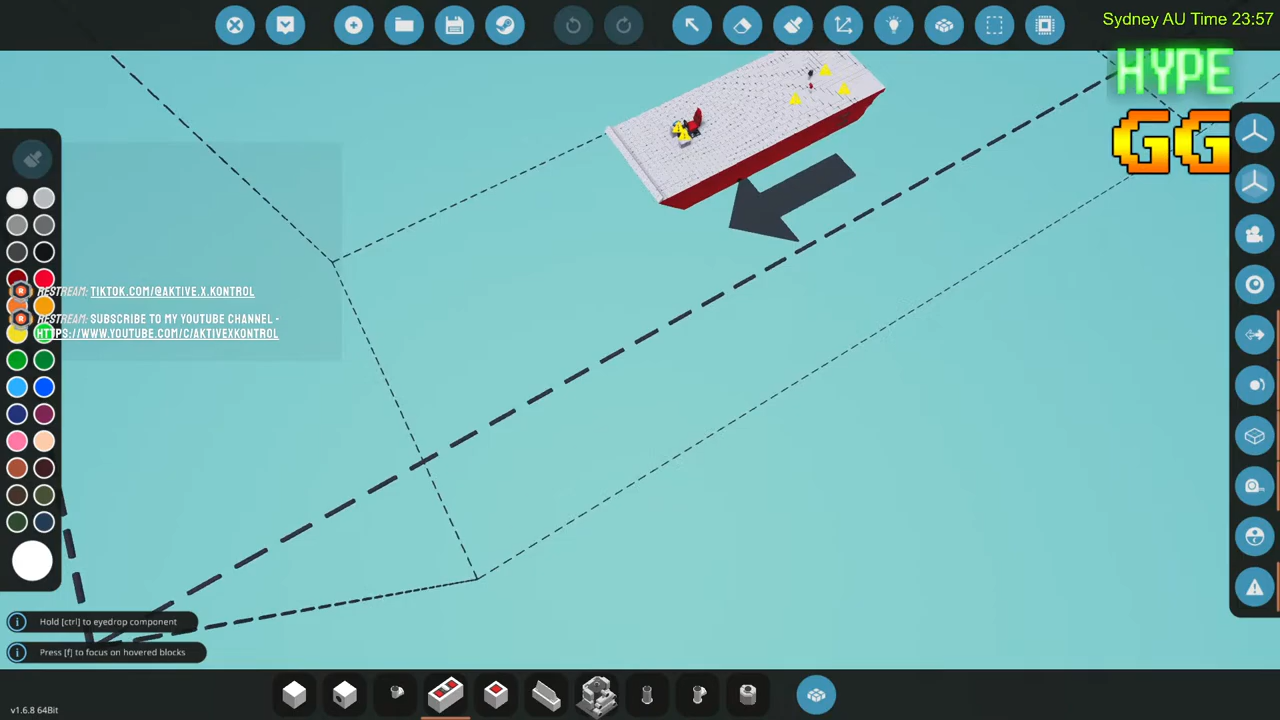 Sydney AU Time 23:57
HYPE
GG
RESTREAM: TIKTOK.COM/@AKTIVE.X.KONTROL
RESTREAM: SUBSCRIBE TO MY YOUTUBE CHANNEL -
HTTPS://WWW.YOUTUBE.COM/C/AKTIVEXKONTROL
Hold [ctrl] to eyedrop component
Press [f] to focus on hovered blocks
v1.6.8 64Bit